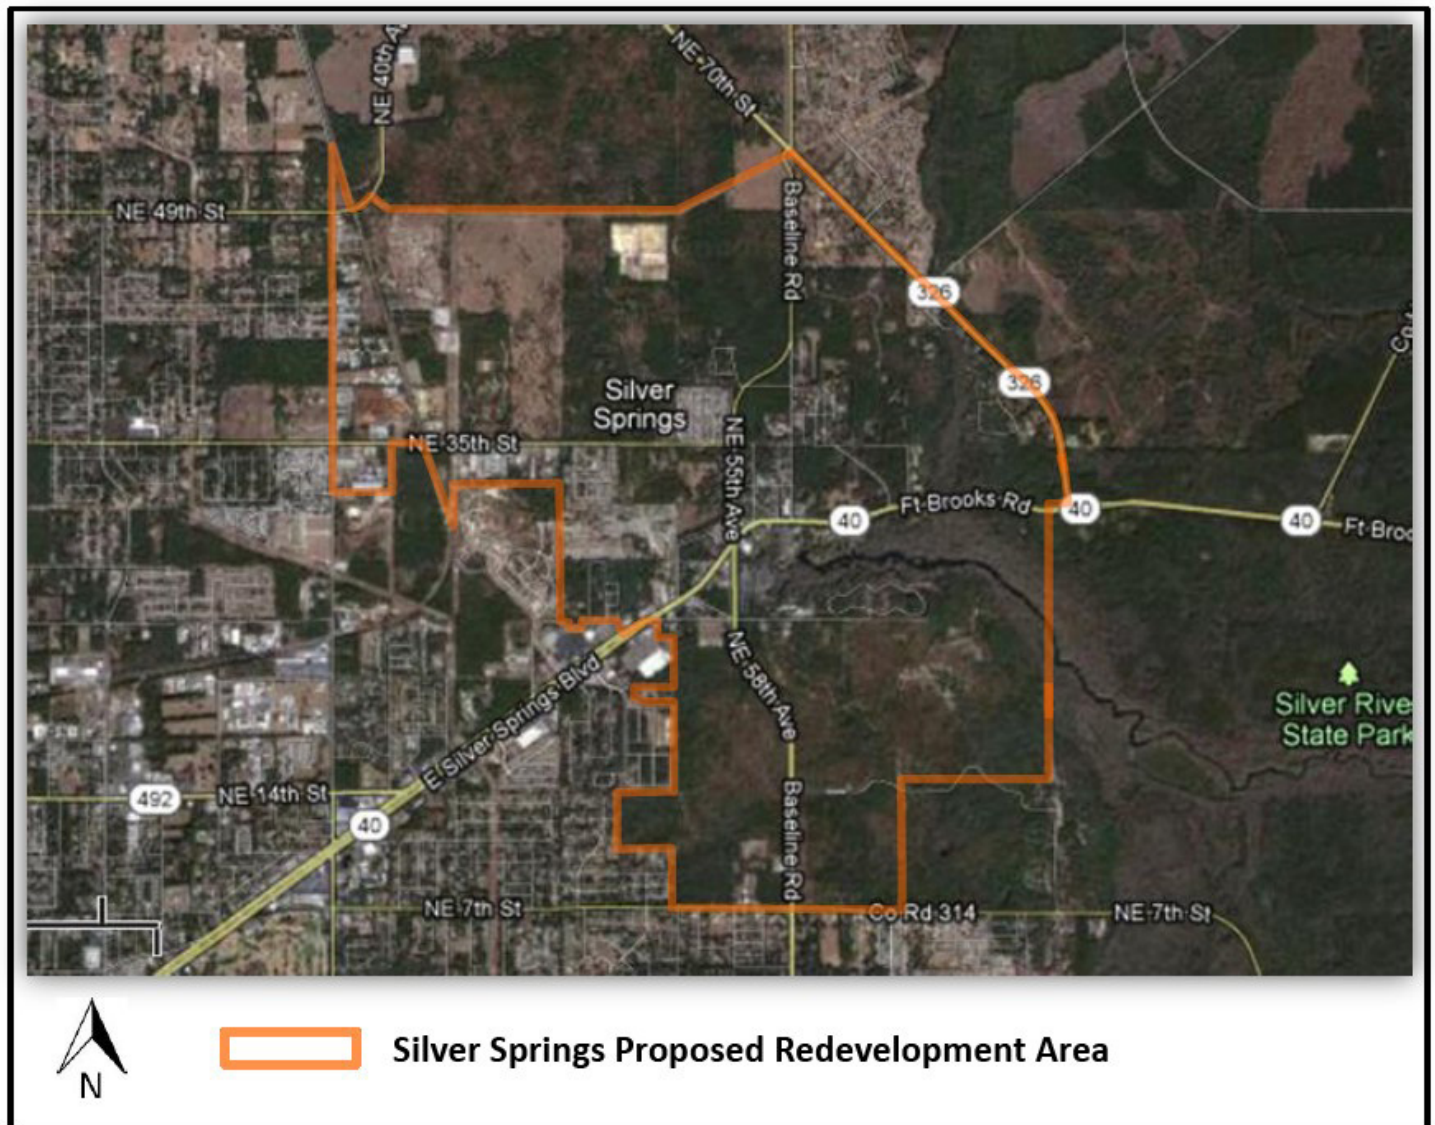 NE 40th A
NE 70th St
NE 49th St
Baseline Rd
326
Co
326
Silver
Springs
NE 35th St
NE 55th Ave
40
Ft Brooks Rd
40
40
Ft Broo
E Silver Springs Blvd
NE 58th Ave
Silver Rive
State Park
492
NE 14th St
40
Baseline Rd
NE 7th St
Co Rd 314
NE 7th St
N
Silver Springs Proposed Redevelopment Area